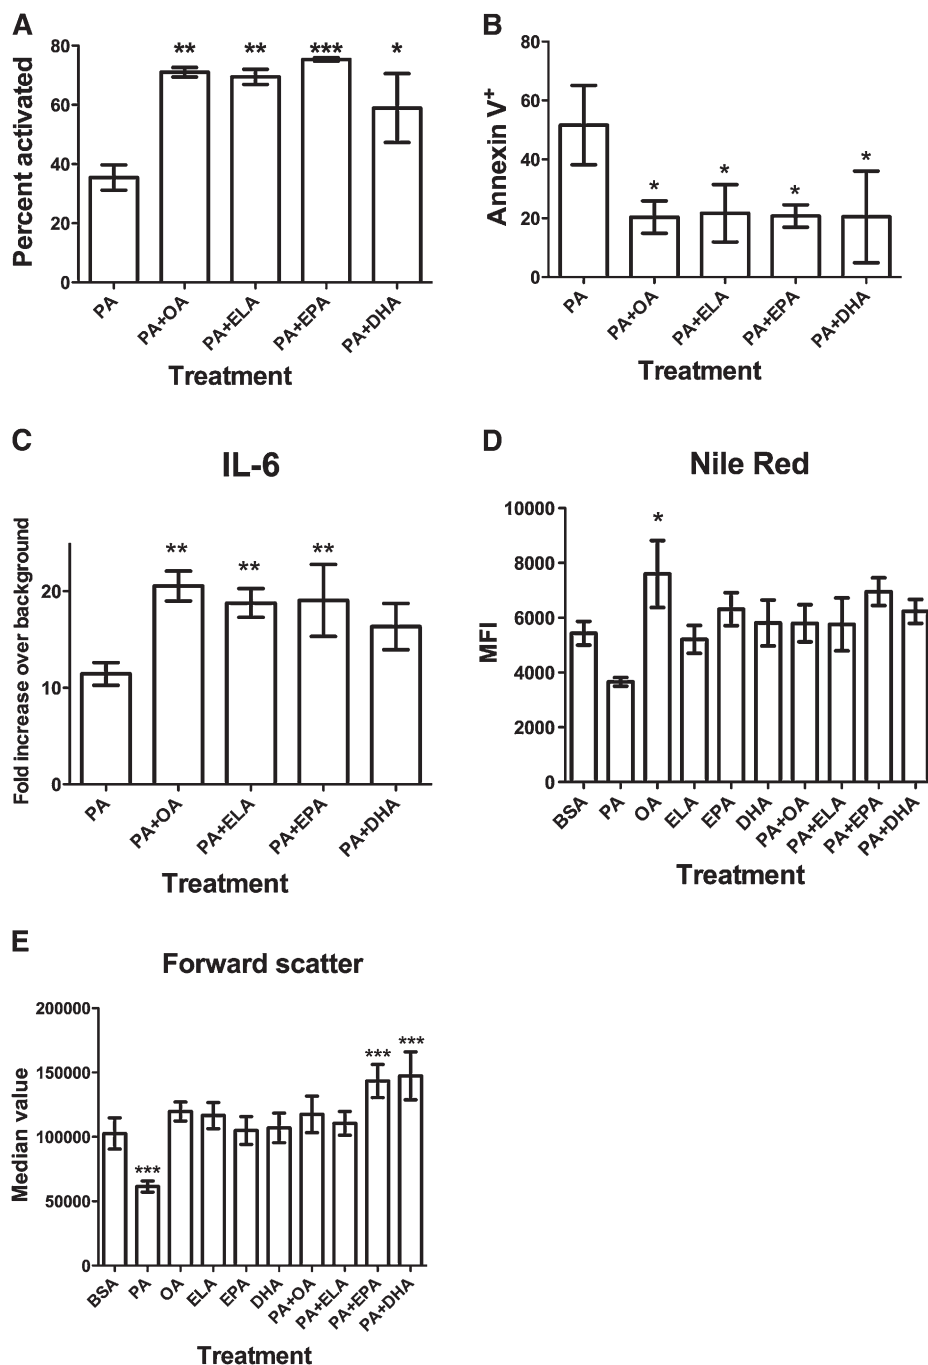 A
Percent activated
80
60
40
20
0
** ** *** *
PA PA+OA PA+ELA PA+EPA PA+DHA
Treatment
B
Annexin V+
80
60
40
20
0
* * * *
PA PA+OA PA+ELA PA+EPA PA+DHA
Treatment
C
IL-6
Fold increase over background
20
10
0
** ** **
PA PA+OA PA+ELA PA+EPA PA+DHA
Treatment
D
Nile Red
MFI
10000
8000
6000
4000
2000
0
*
BSA PA OA ELA EPA DHA PA+OA PA+ELA PA+EPA PA+DHA
Treatment
E
Forward scatter
Median value
200000
150000
100000
50000
0
*** *** ***
BSA PA OA ELA EPA DHA PA+OA PA+ELA PA+EPA PA+DHA
Treatment